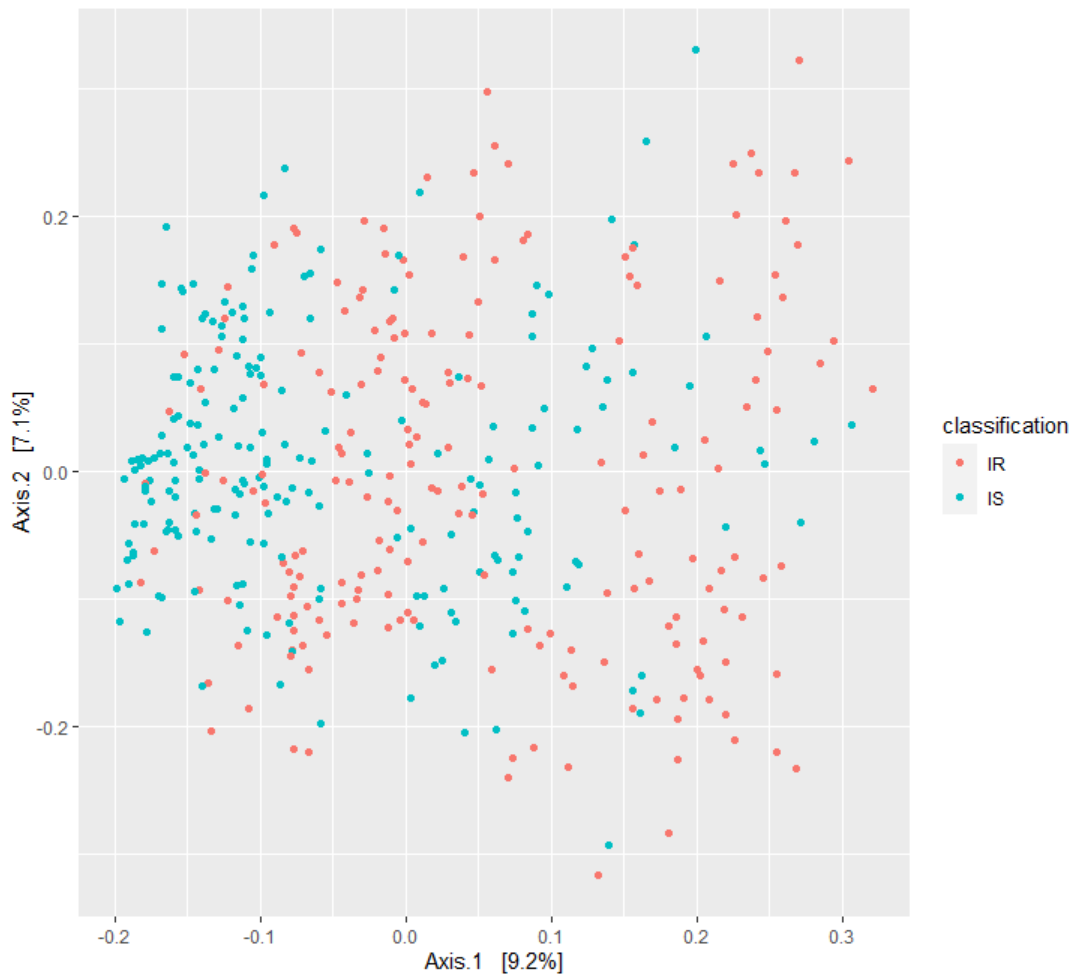 0.2
0.0
-0.2
Axis.2 [7.1%]
-0.2 -0.1 0.0 0.1 0.2 0.3
Axis.1 [9.2%]
classification
IR
IS